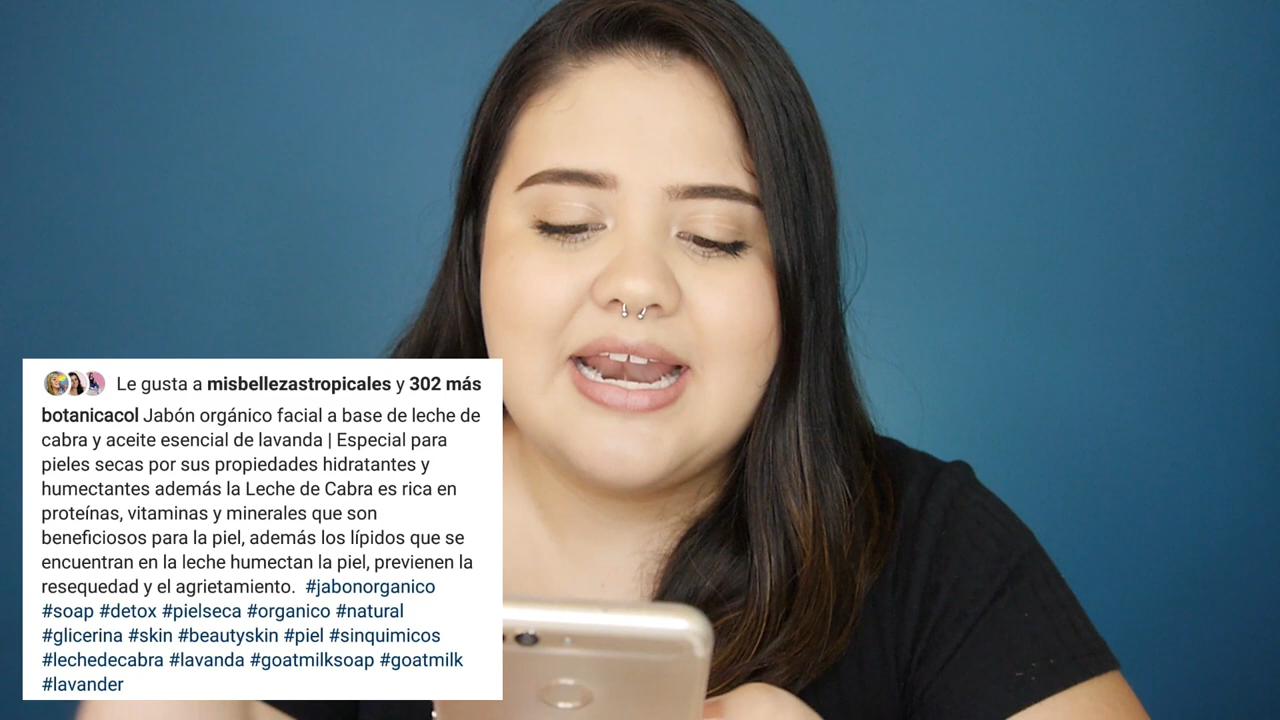 Le gusta a misbellezastropicales y 302 más
botanicacol Jabón orgánico facial a base de leche de
cabra y aceite esencial de lavanda | Especial para
pieles secas por sus propiedades hidratantes y
humectantes además la Leche de Cabra es rica en
proteínas, vitaminas y minerales que son
beneficiosos para la piel, además los lípidos que se
encuentran en la leche humectan la piel, previenen la
resequedad y el agrietamiento. #jabonorganico
#soap #detox #pielseca #organico #natural
#glicerina #skin #beautyskin #piel #sinquimicos
#lechedecabra #lavanda #goatmilksoap #goatmilk
#lavander